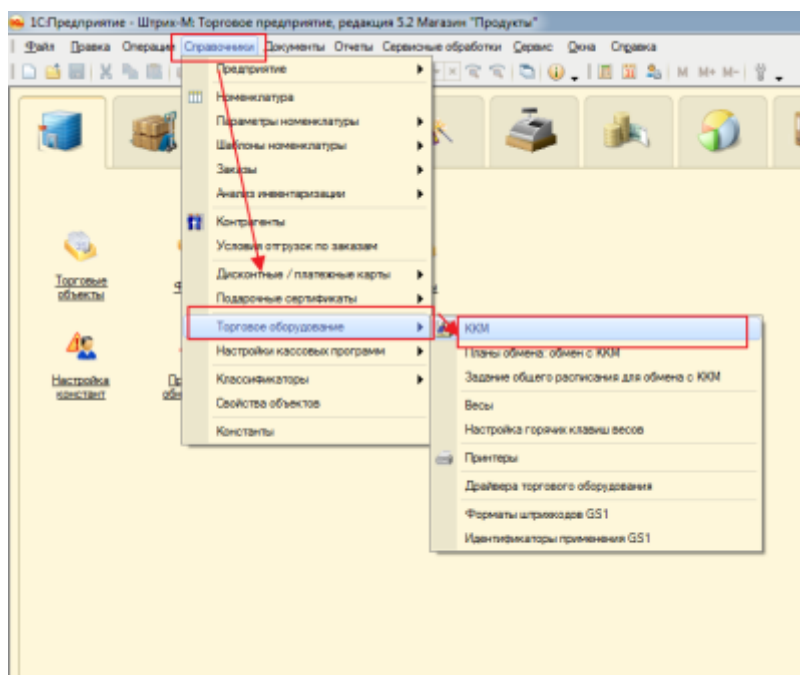 1С:Предприятие - Штрих-М: Торговое предприятие, редакция 5.2 Магазин "Продукты"
Файл Правка Операции Справочники Документы Отчеты Сервисные обработки Сервис Окна Справка
M M+ M-
Предприятие
Номенклатура
Параметры номенклатуры
Шаблоны номенклатуры
Заказы
Анализ инвентаризации
Контрагенты
Условия отгрузок по заказам
Дисконтные / платежные карты
Подарочные сертификаты
Торговое оборудование
Настройки кассовых программ
Классификаторы
Свойства объектов
Константы
Торговые
объекты
Настройка
констант
ККМ
Планы обмена: обмен с ККМ
Задание общего расписания для обмена с ККМ
Весы
Настройка горячих клавиш весов
Принтеры
Драйвера торгового оборудования
Форматы штрихкодов GS1
Идентификаторы применения GS1